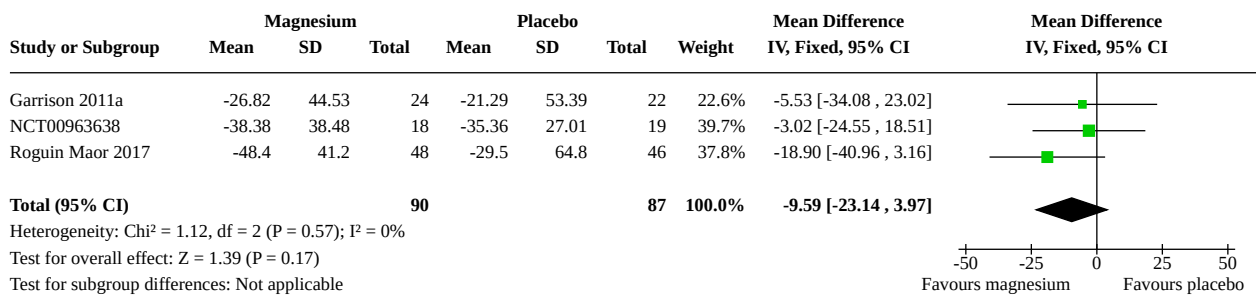 Magnesium Placebo Mean Difference Mean Difference
Study or Subgroup Mean SD Total Mean SD Total Weight IV, Fixed, 95% CI IV, Fixed, 95% CI
Garrison 2011a -26.82 44.53 24 -21.29 53.39 22 22.6% -5.53 [-34.08 , 23.02]
NCT00963638 -38.38 38.48 18 -35.36 27.01 19 39.7% -3.02 [-24.55 , 18.51]
Roguin Maor 2017 -48.4 41.2 48 -29.5 64.8 46 37.8% -18.90 [-40.96 , 3.16]
Total (95% CI) 90 87 100.0% -9.59 [-23.14 , 3.97]
Heterogeneity: Chi² = 1.12, df = 2 (P = 0.57); I² = 0%
Test for overall effect: Z = 1.39 (P = 0.17) -50 -25 0 25 50
Test for subgroup differences: Not applicable Favours magnesium Favours placebo